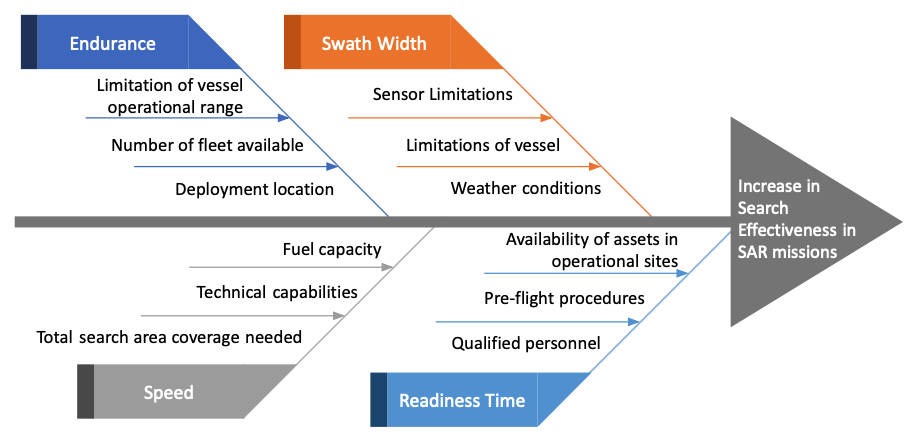 Endurance
Limitation of vessel
operational range
Number of fleet available
Deployment location
Swath Width
Sensor Limitations
Limitations of vessel
Weather conditions
Increase in
Search
Effectiveness in
SAR missions
Fuel capacity
Technical capabilities
Total search area coverage needed
Speed
Availability of assets in
operational sites
Pre-flight procedures
Qualified personnel
Readiness Time